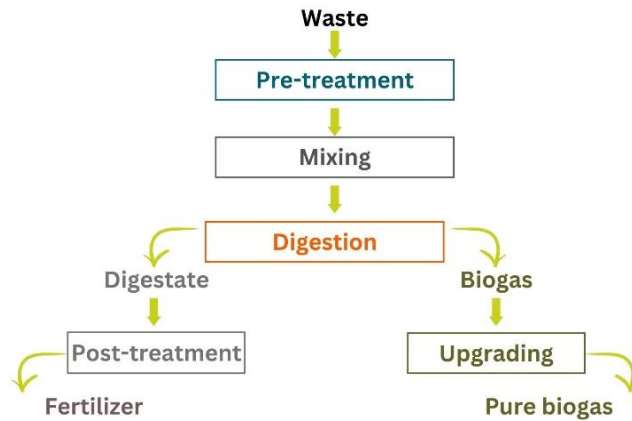 Waste
Pre-treatment
Mixing
Digestion
Digestate
Biogas
Post-treatment
Upgrading
Fertilizer
Pure biogas